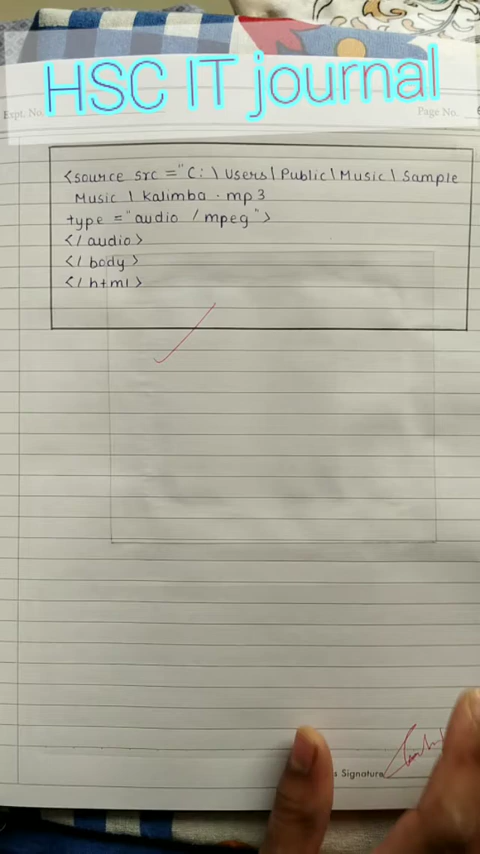 HSC IT journal
Expt. No.
Page No.
<source src ="C:\Users\Public\Music\Sample
Music \ kalimba . mp3
type ="audio / mpeg">
</ audio>
</ body>
</ html>
s Signature